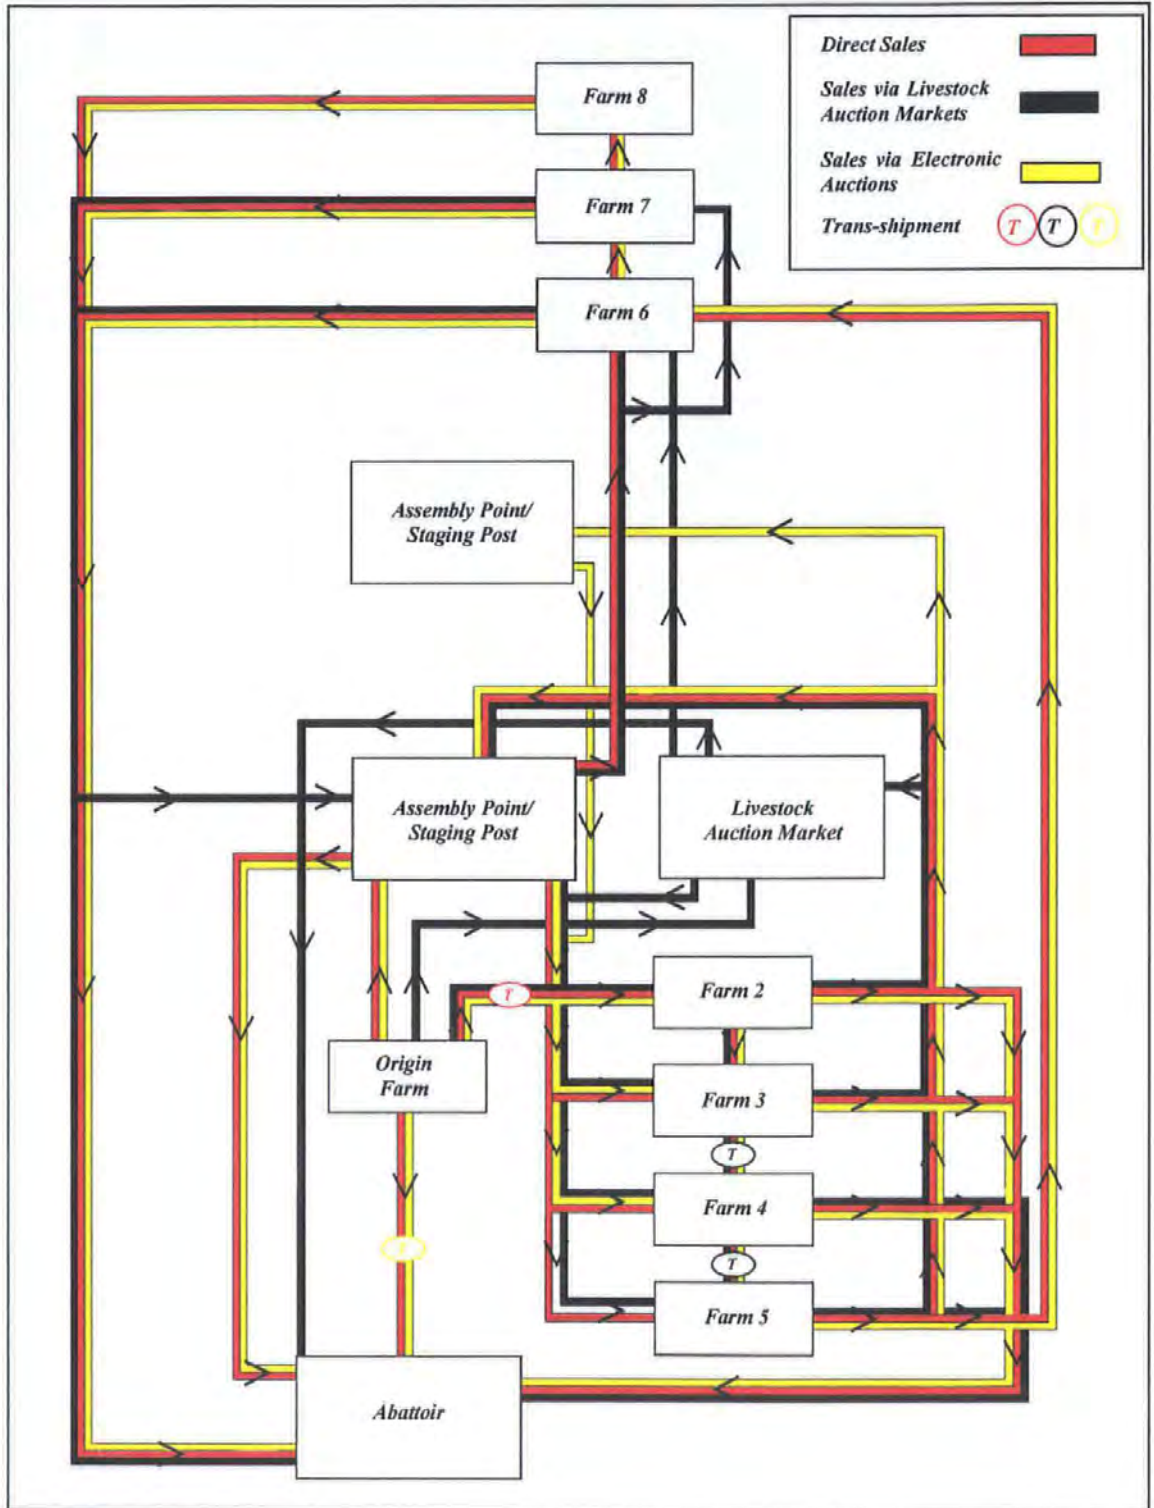 Direct Sales
Sales via Livestock
Auction Markets
Sales via Electronic
Auctions
Trans-shipment T T T
Farm 8
Farm 7
Farm 6
Assembly Point/
Staging Post
Assembly Point/
Staging Post
Livestock
Auction Market
T
Farm 2
Origin
Farm
Farm 3
T
Farm 4
T
T
Farm 5
Abattoir